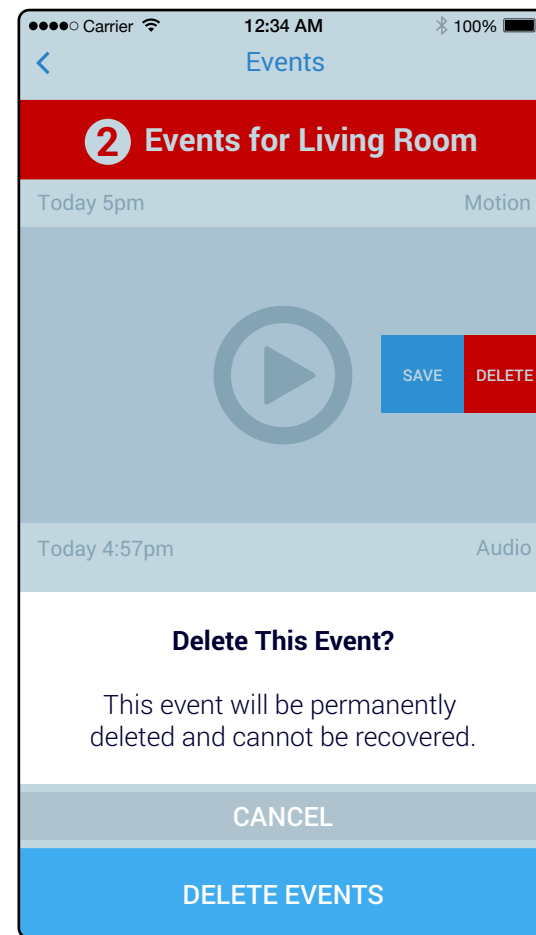 Carrier 12:34 AM 100%
Events
2 Events for Living Room
Today 5pm Motion
SAVE DELETE
Today 4:57pm Audio
Delete This Event?
This event will be permanently
deleted and cannot be recovered.
CANCEL
DELETE EVENTS